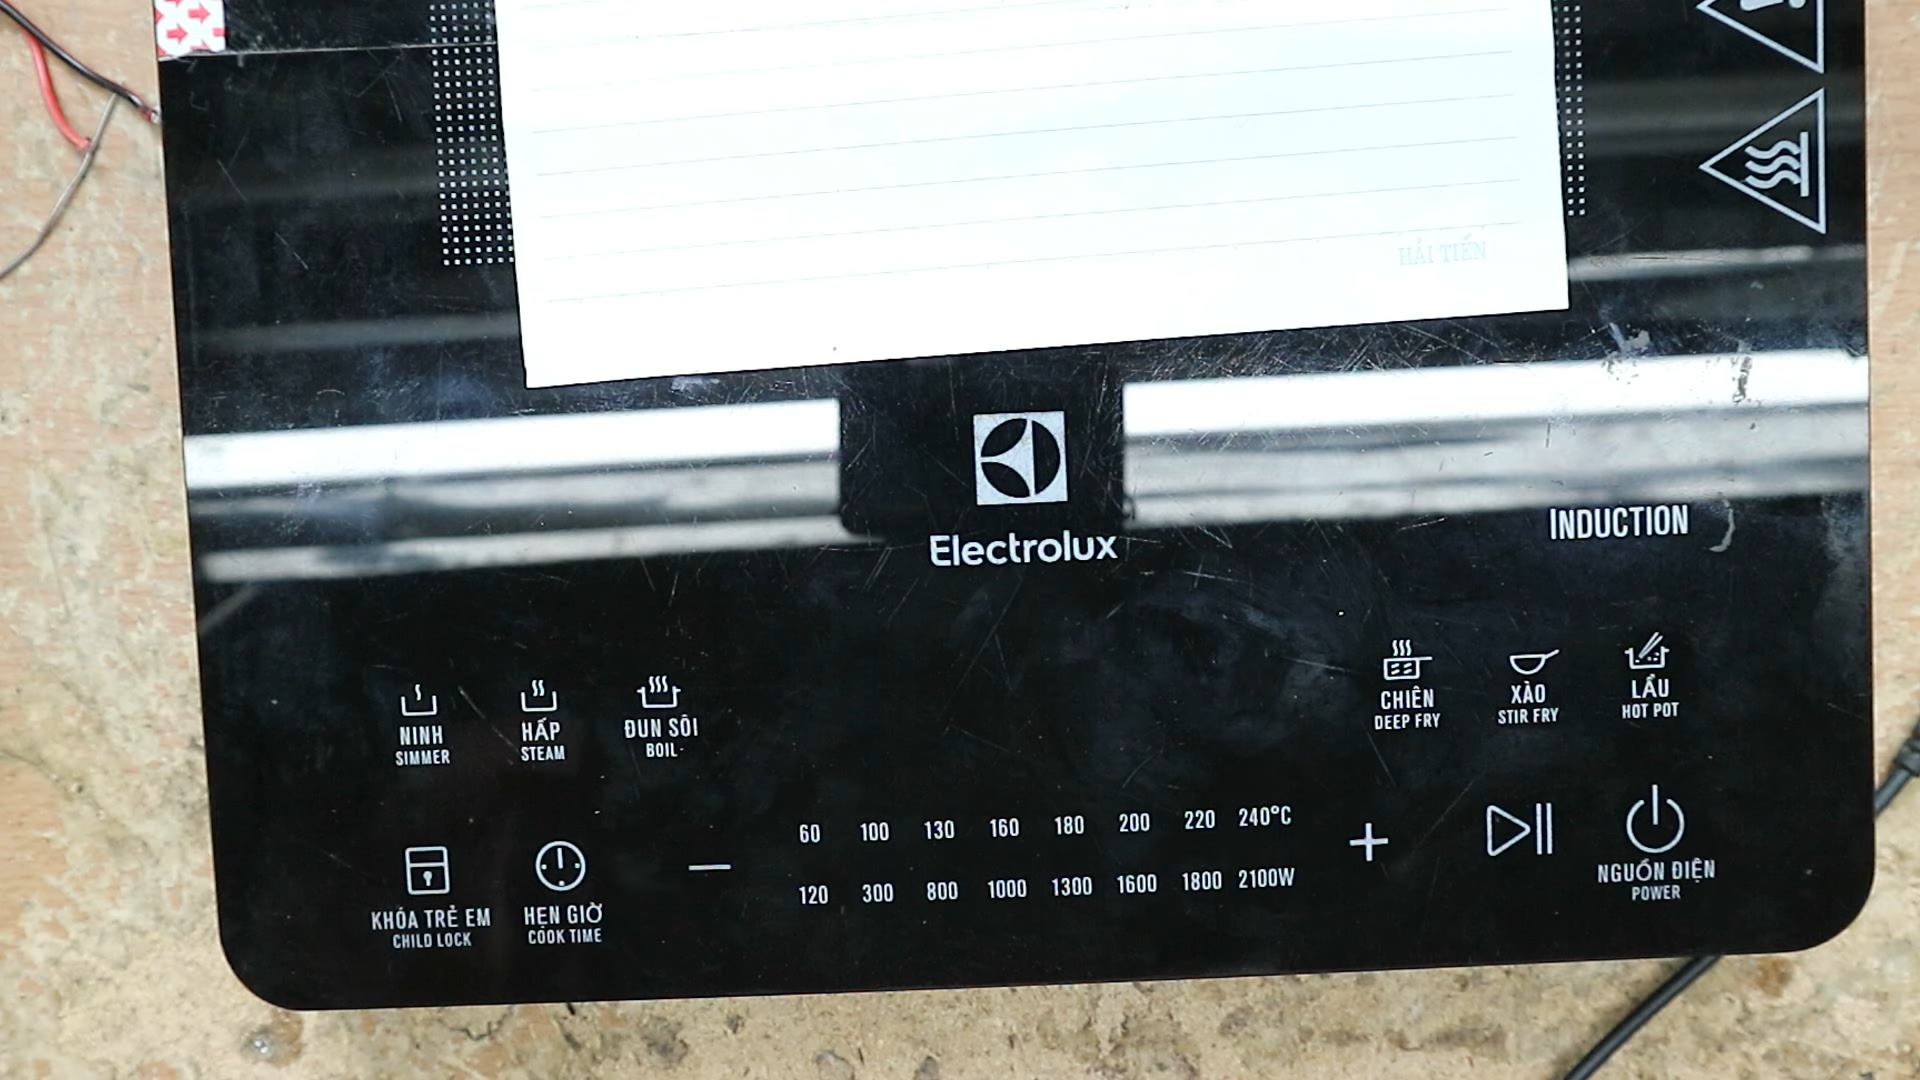 HẢI TIẾN
Electrolux
INDUCTION
NINH
SIMMER
HẤP
STEAM
ĐUN SÔI
BOIL
CHIÊN
DEEP FRY
XÀO
STIR FRY
LẨU
HOT POT
60 100 130 160 180 200 220 240°C
120 300 800 1000 1300 1600 1800 2100W
KHÓA TRẺ EM
CHILD LOCK
HẸN GIỜ
COOK TIME
NGUỒN ĐIỆN
POWER